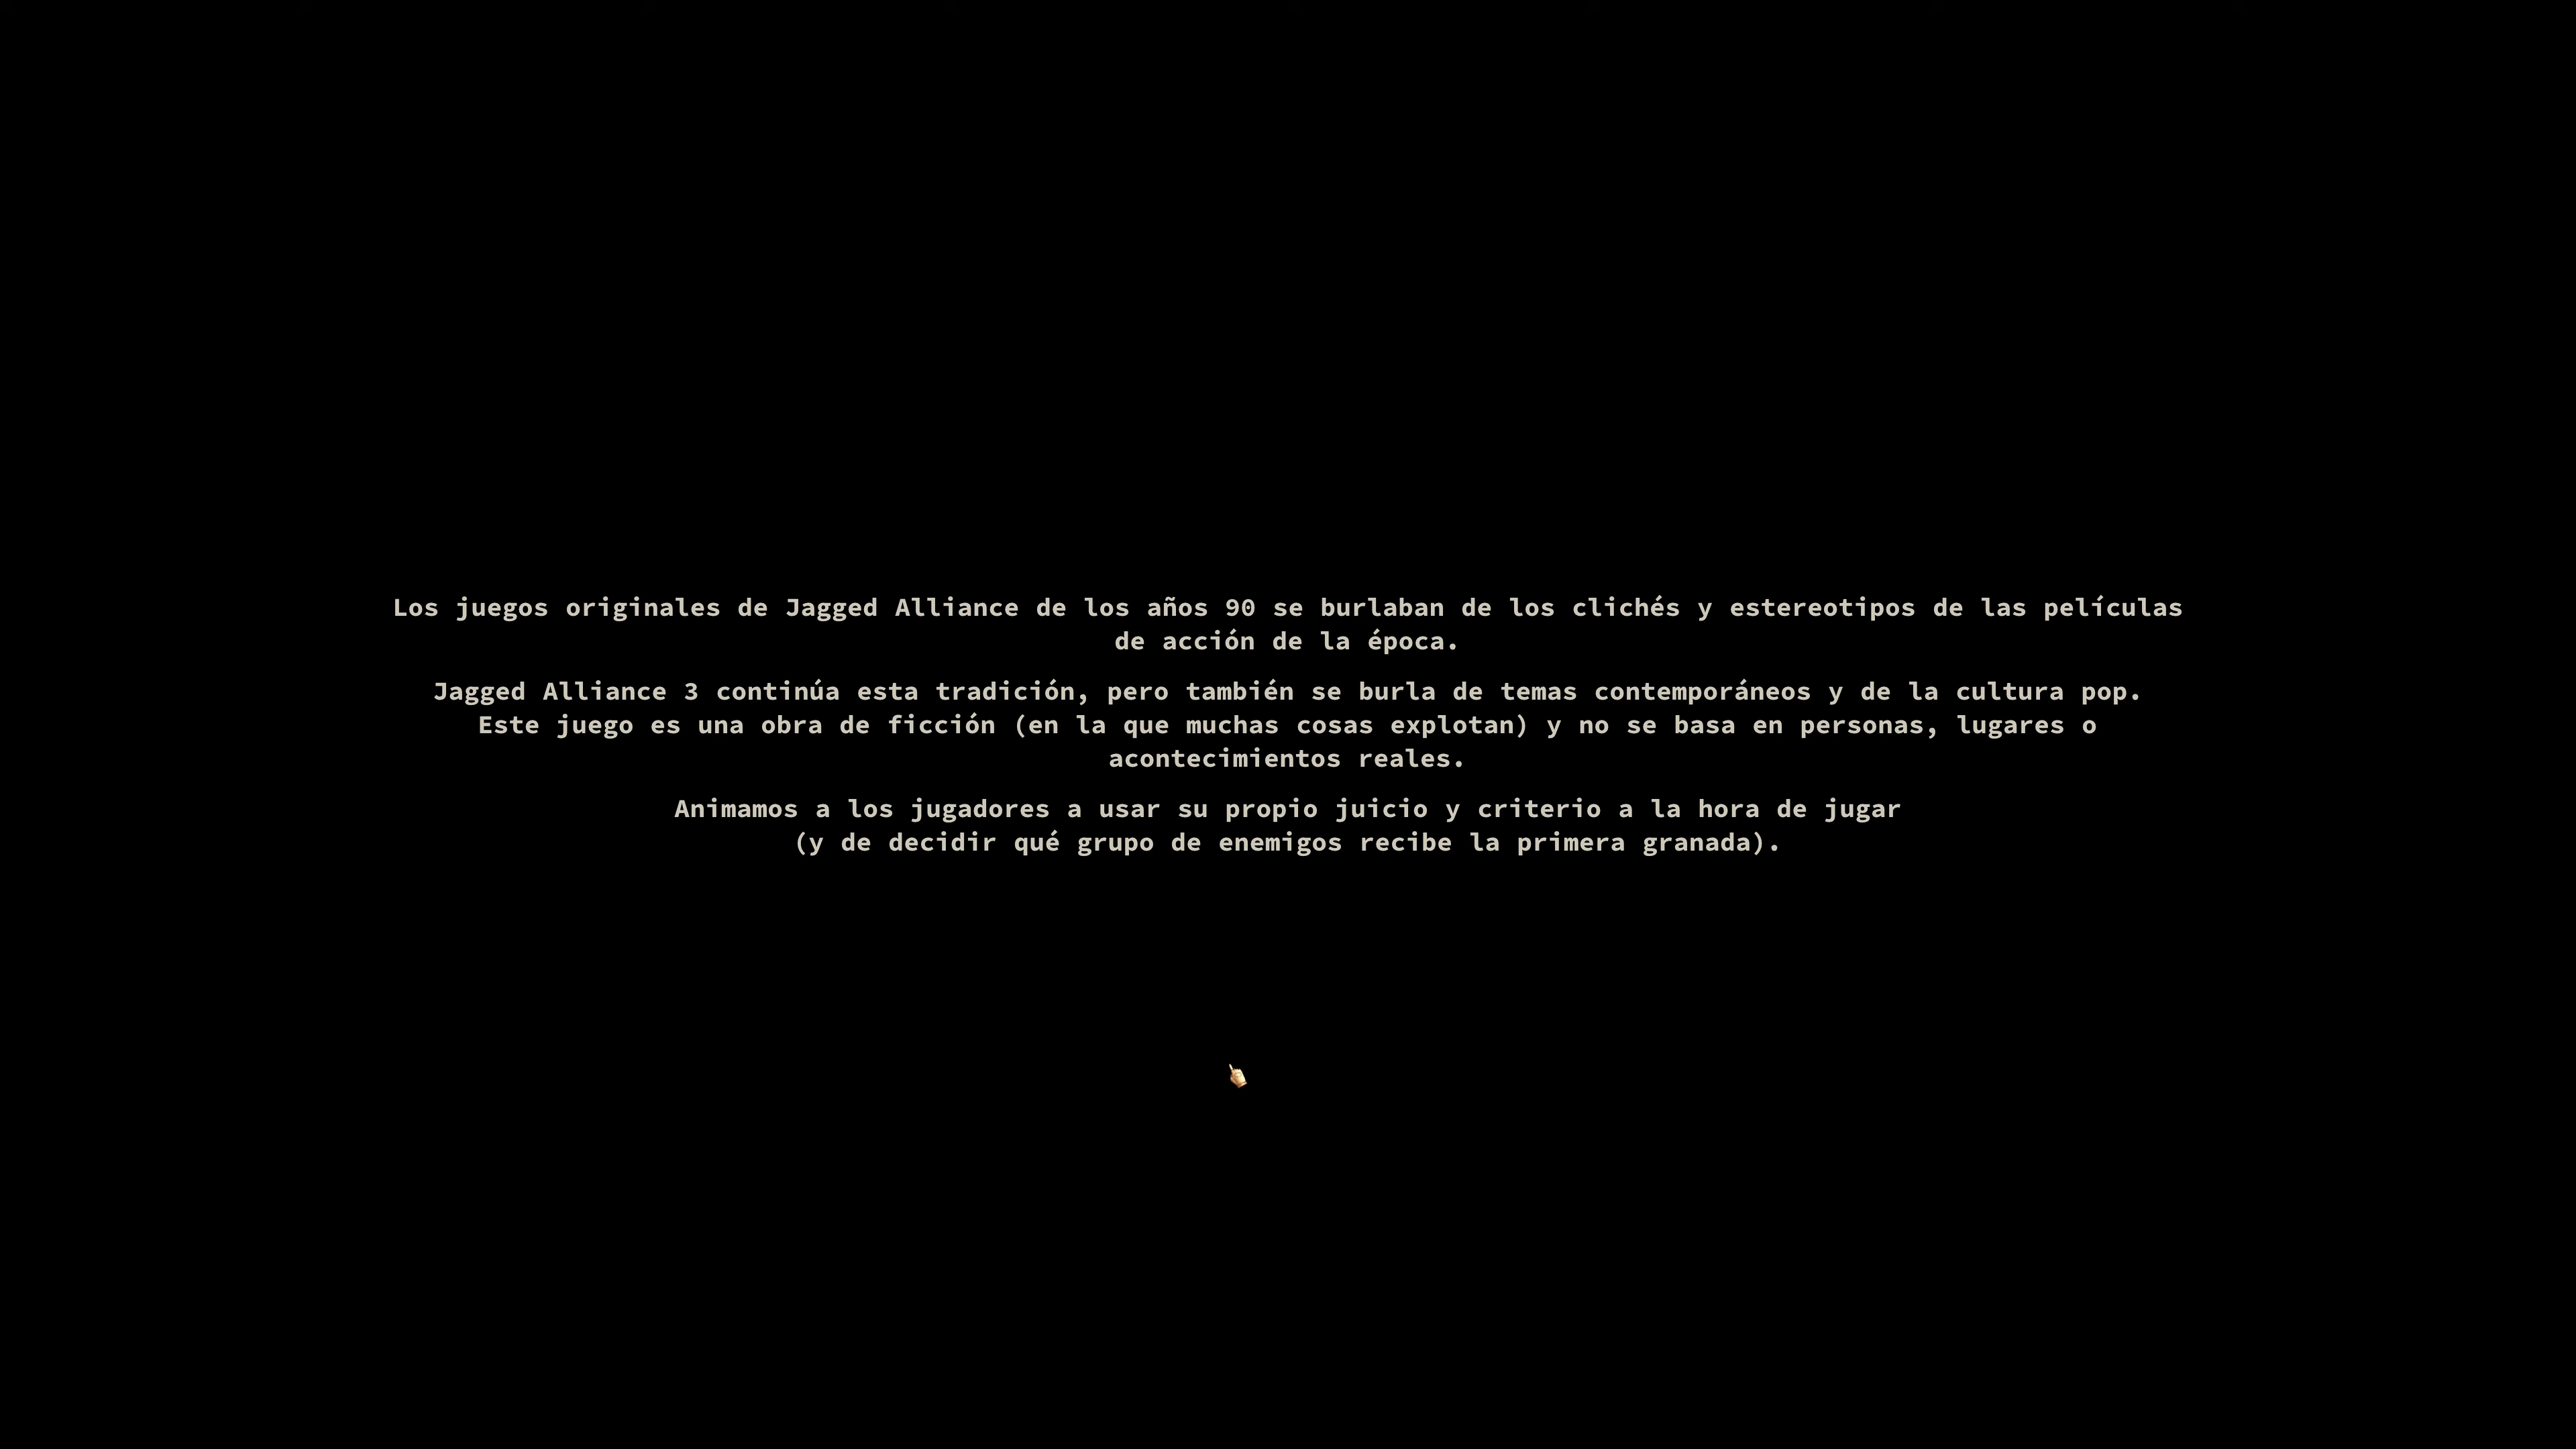 Los juegos originales de Jagged Alliance de los años 90 se burlaban de los clichés y estereotipos de las películas
de acción de la época.
Jagged Alliance 3 continúa esta tradición, pero también se burla de temas contemporáneos y de la cultura pop.
Este juego es una obra de ficción (en la que muchas cosas explotan) y no se basa en personas, lugares o
acontecimientos reales.
Animamos a los jugadores a usar su propio juicio y criterio a la hora de jugar
(y de decidir qué grupo de enemigos recibe la primera granada).